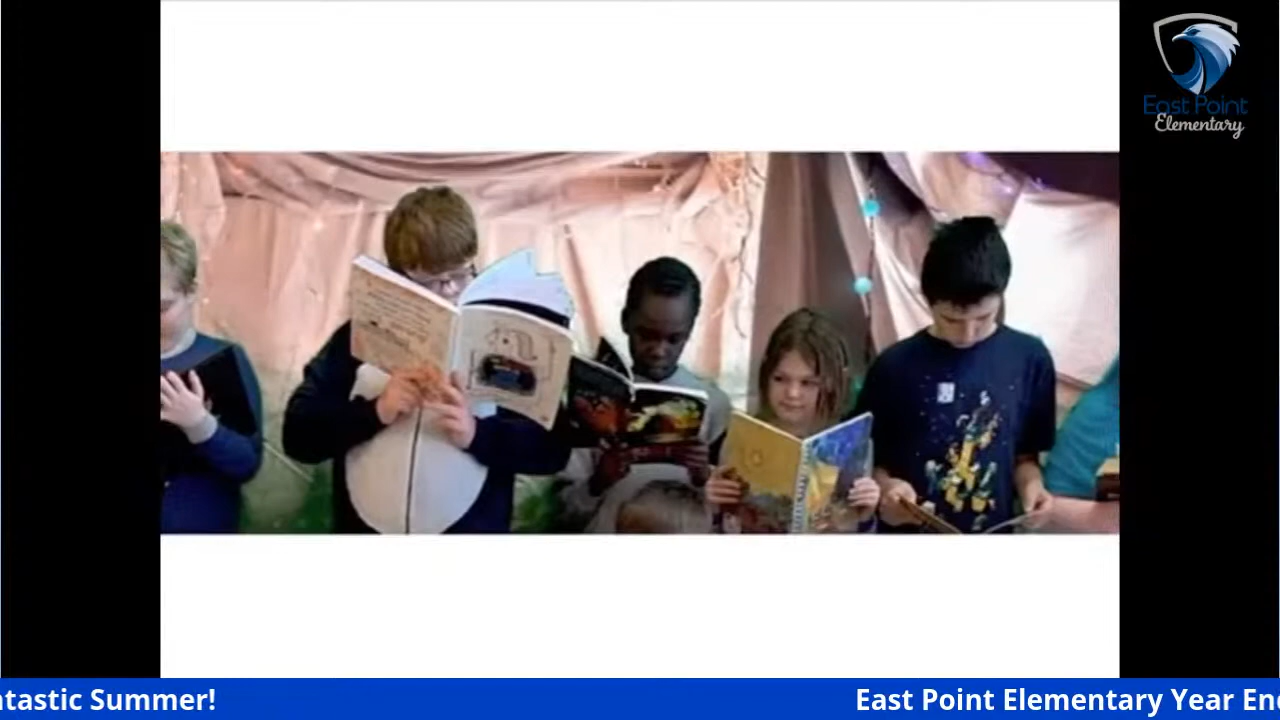 East Point
Elementary
ntastic Summer!
East Point Elementary Year En